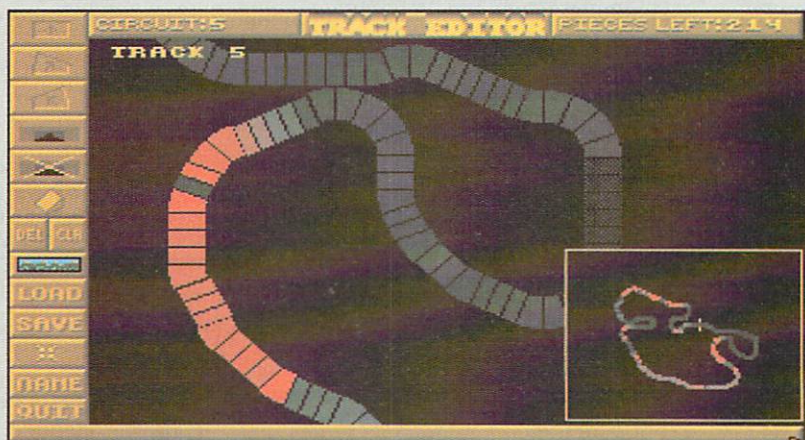 CIRCUIT:5 TRACK EDITOR PIECES LEFT:214
TRACK 5
DEL CLR
LOAD
SAVE
NAME
QUIT